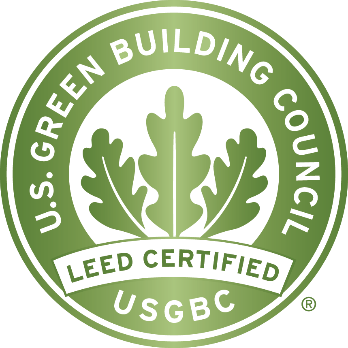 U.S. GREEN BUILDING COUNCIL
LEED CERTIFIED
USGBC
®